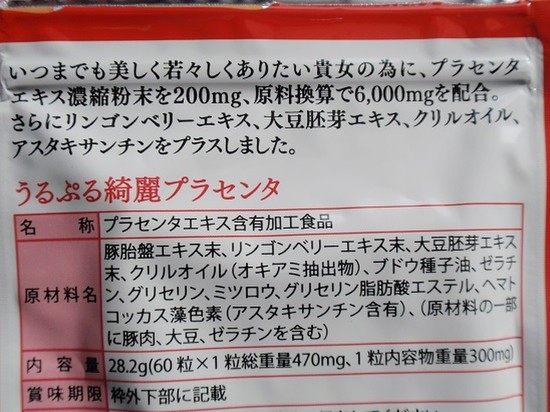 いつまでも美しく若々しくありたい貴女の為に、プラセンタ
エキス濃縮粉末を200mg、原料換算で6,000mgを配合。
さらにリンゴンベリーエキス、大豆胚芽エキス、クリルオイル、
アスタキサンチンをプラスしました。
うるぷる綺麗プラセンタ
名 称 プラセンタエキス含有加工食品
原材料名 豚胎盤エキス末、リンゴンベリーエキス末、大豆胚芽エキス
末、クリルオイル（オキアミ抽出物）、ブドウ種子油、ゼラチ
ン、グリセリン、ミツロウ、グリセリン脂肪酸エステル、ヘマト
コッカス藻色素（アスタキサンチン含有）、（原材料の一部
に豚肉、大豆、ゼラチンを含む）
内 容 量 28.2g(60粒×1粒総重量470mg、1粒内容物重量300mg)
賞味期限 枠外下部に記載